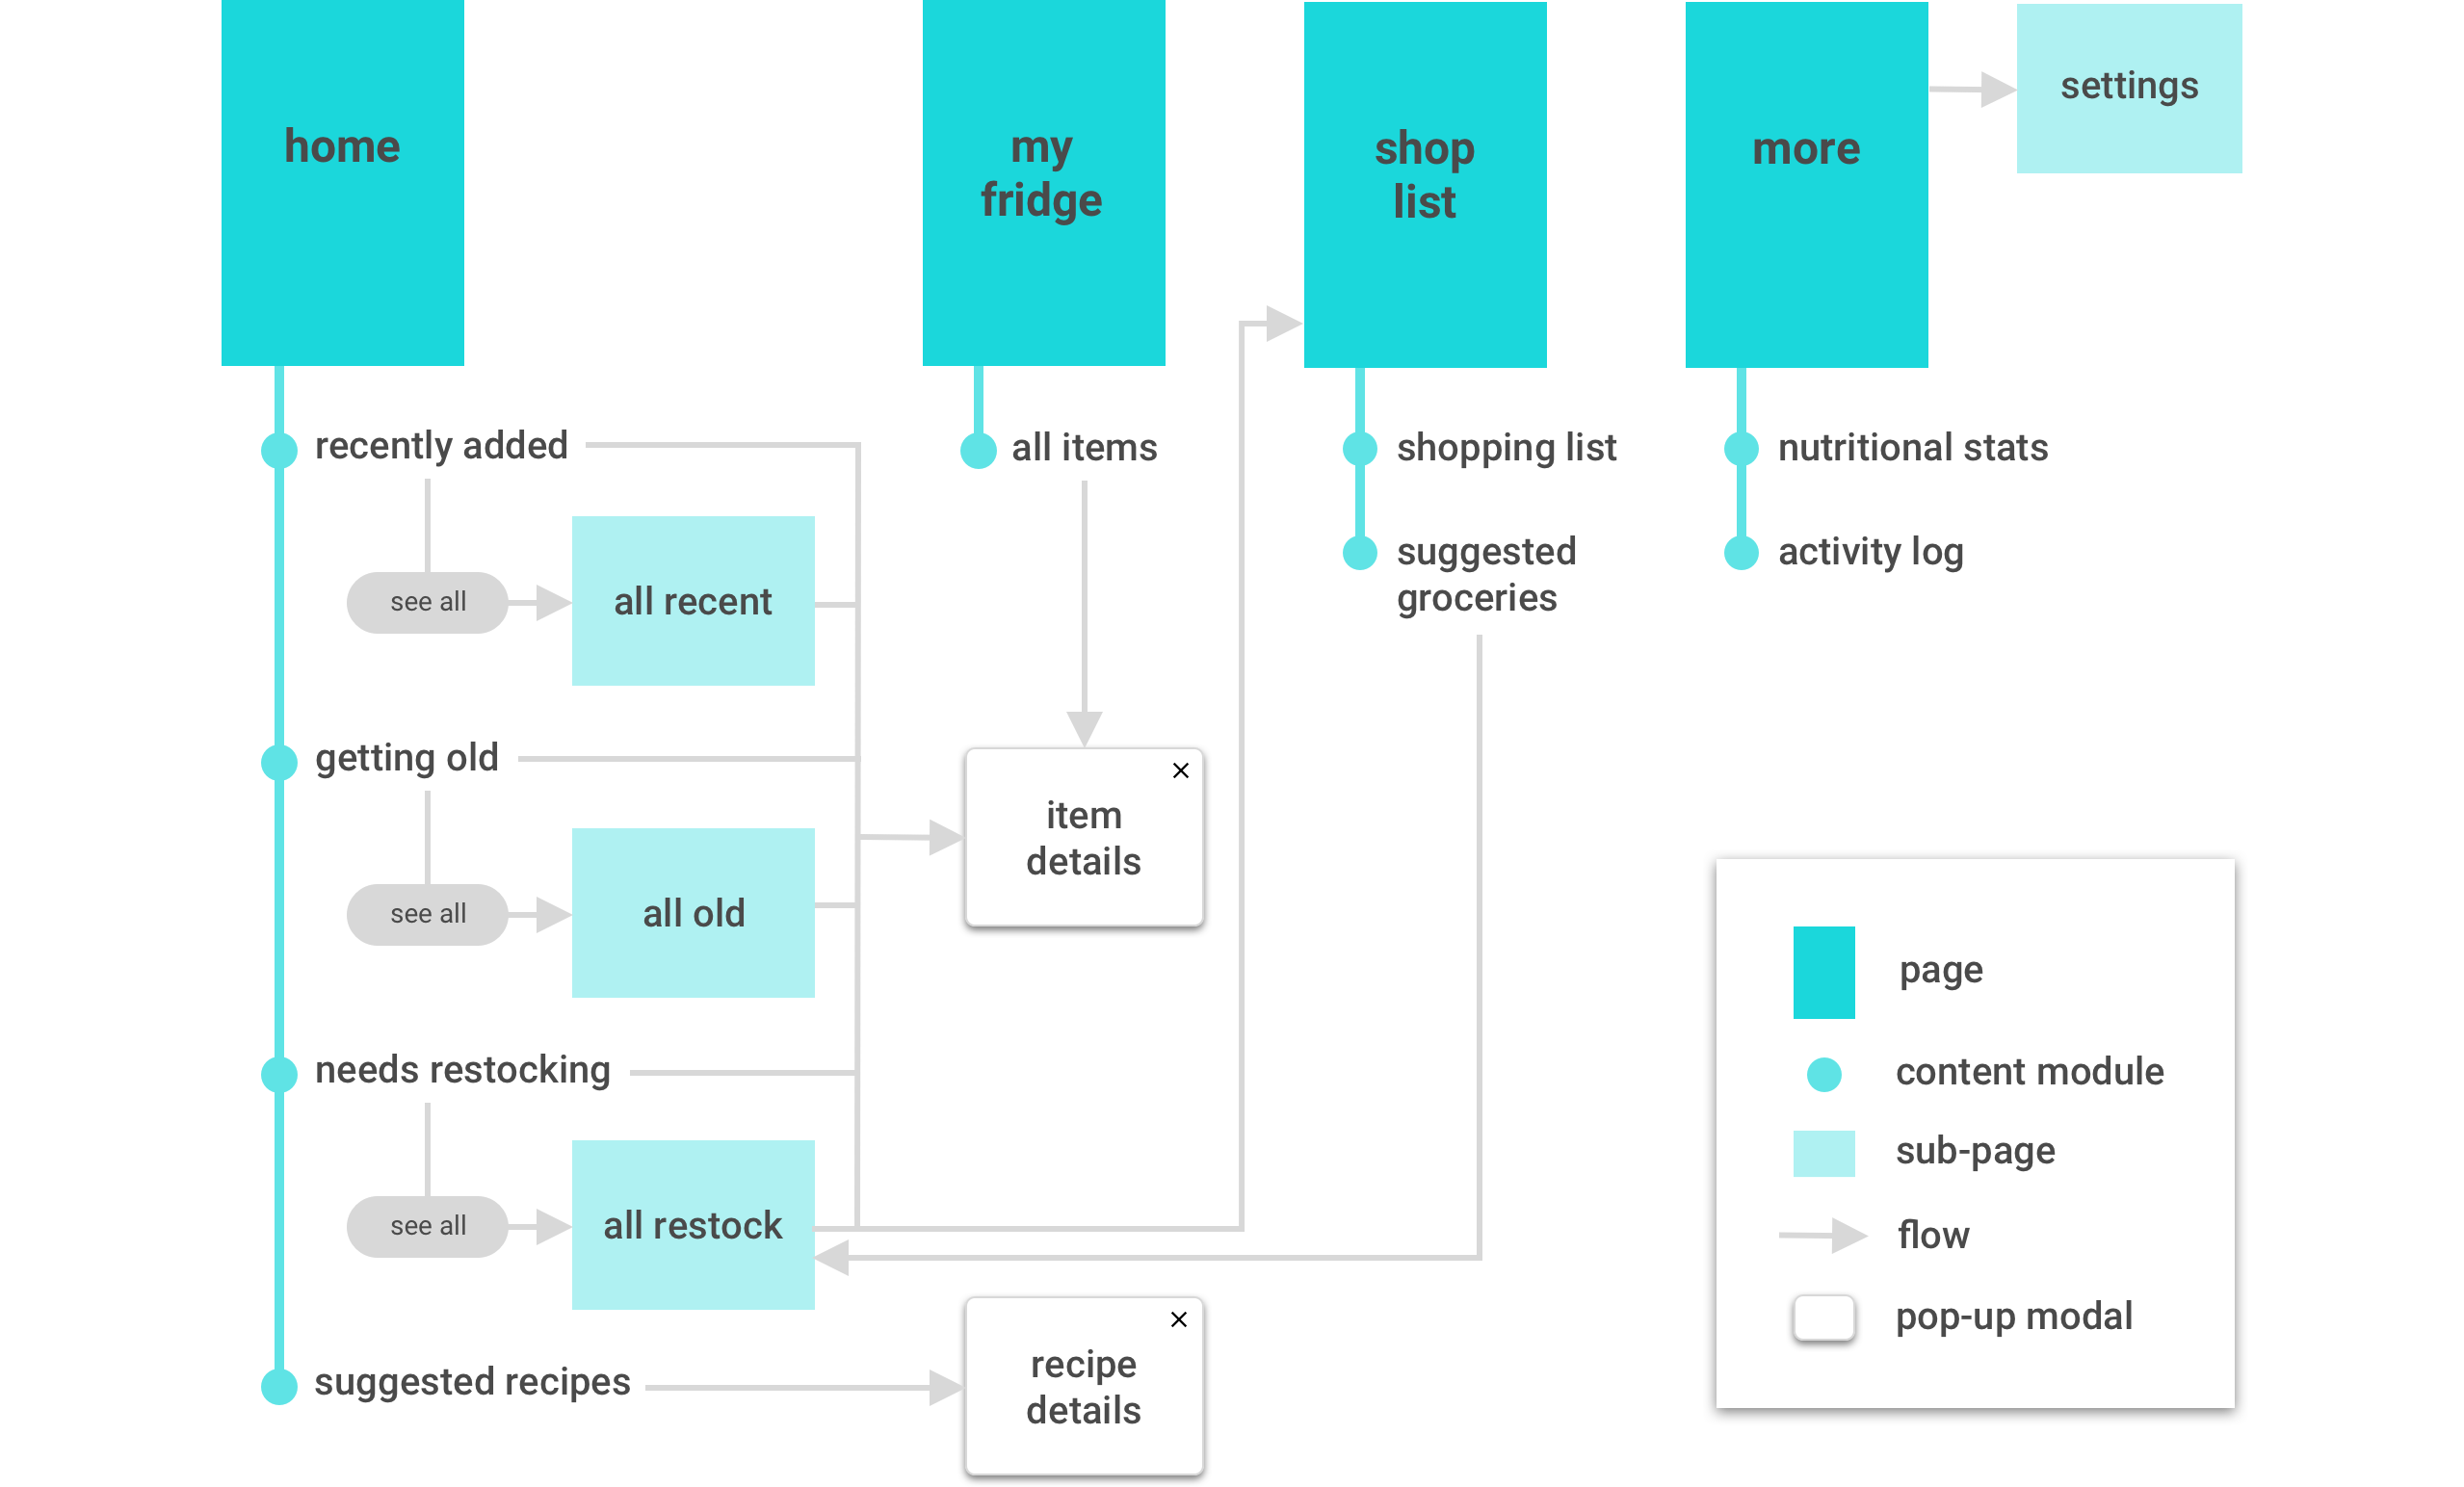 home
my
fridge
shop
list
more
settings
recently added
see all
all recent
getting old
see all
all old
needs restocking
see all
all restock
suggested recipes
all items
item
details
recipe
details
shopping list
suggested
groceries
nutritional stats
activity log
page
content module
sub-page
flow
pop-up modal